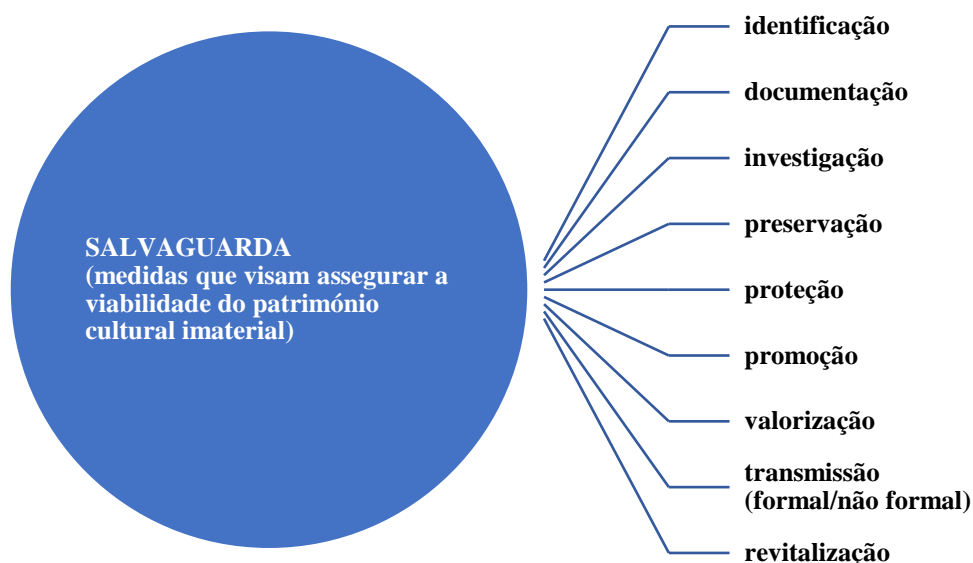 SALVAGUARDA
(medidas que visam assegurar a
viabilidade do património
cultural imaterial)
identificação
documentação
investigação
preservação
proteção
promoção
valorização
transmissão
(formal/não formal)
revitalização